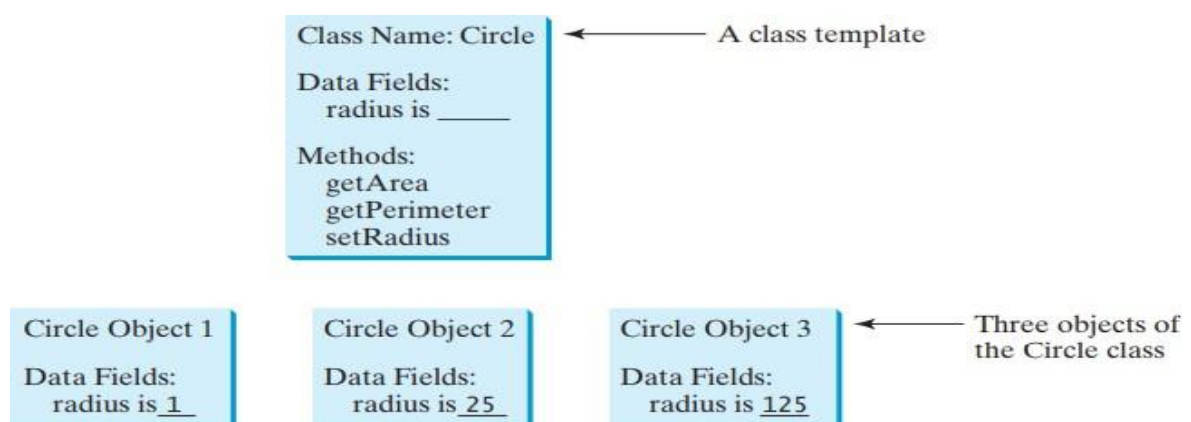 Class Name: Circle
A class template
Data Fields:
radius is _____
Methods:
getArea
getPerimeter
setRadius
Circle Object 1
Data Fields:
radius is 1
Circle Object 2
Data Fields:
radius is 25
Circle Object 3
Data Fields:
radius is 125
Three objects of
the Circle class